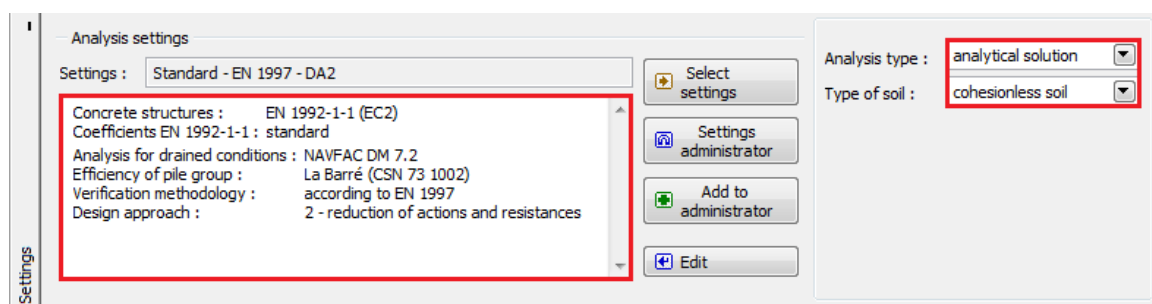 Analysis settings
Settings : Standard - EN 1997 - DA2
Concrete structures : EN 1992-1-1 (EC2)
Coefficients EN 1992-1-1 : standard
Analysis for drained conditions : NAVFAC DM 7.2
Efficiency of pile group : La Barré (CSN 73 1002)
Verification methodology : according to EN 1997
Design approach : 2 - reduction of actions and resistances
Select
settings
Settings
administrator
Add to
administrator
Edit
Analysis type : analytical solution
Type of soil : cohesionless soil
Settings